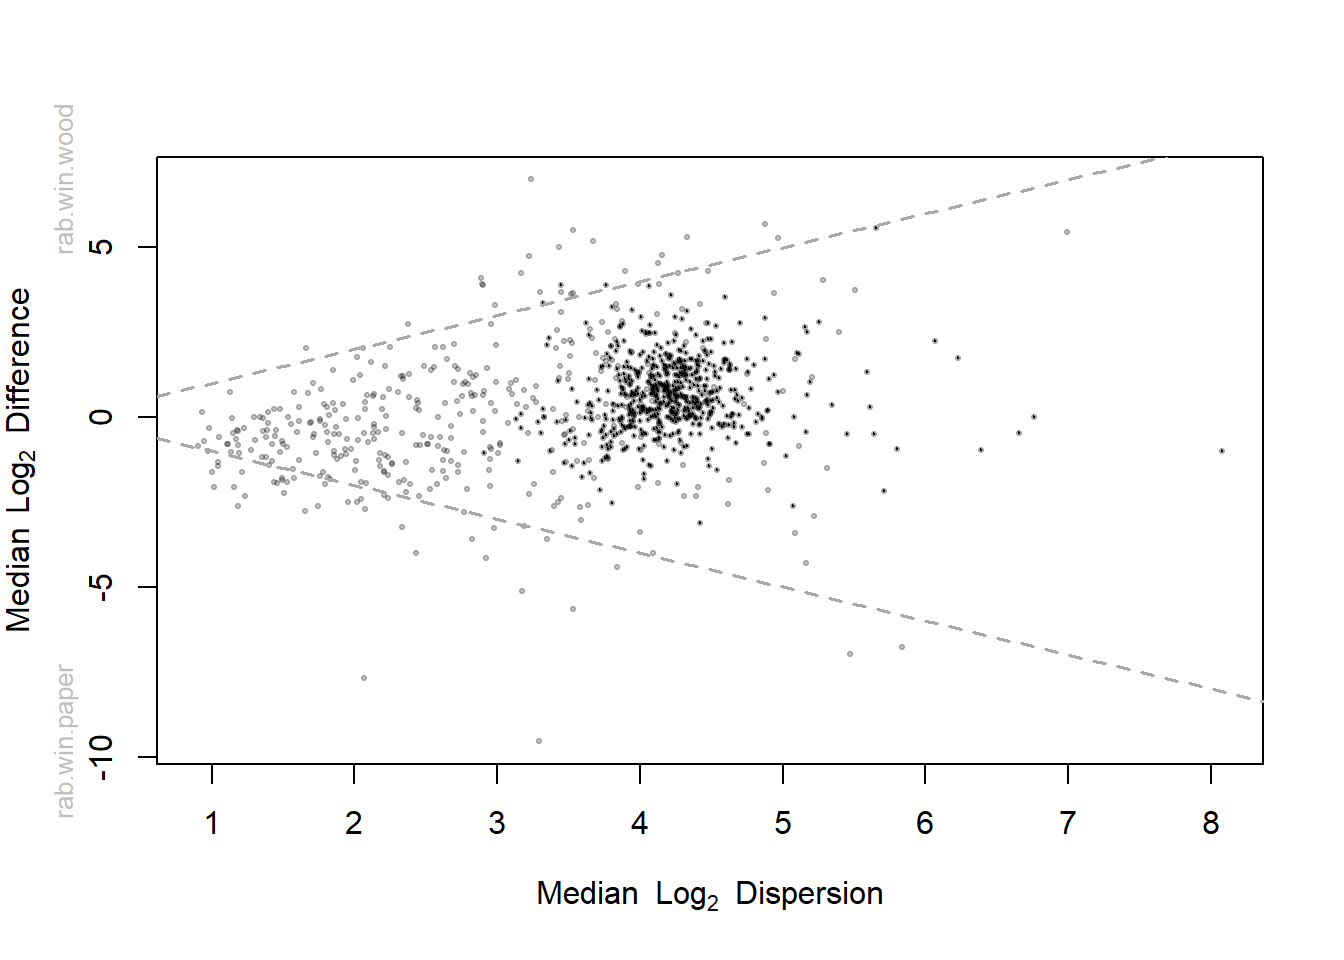 rab.win.wood
rab.win.paper
Median Log2 Difference
5
0
-5
-10
1 2 3 4 5 6 7 8
Median Log2 Dispersion